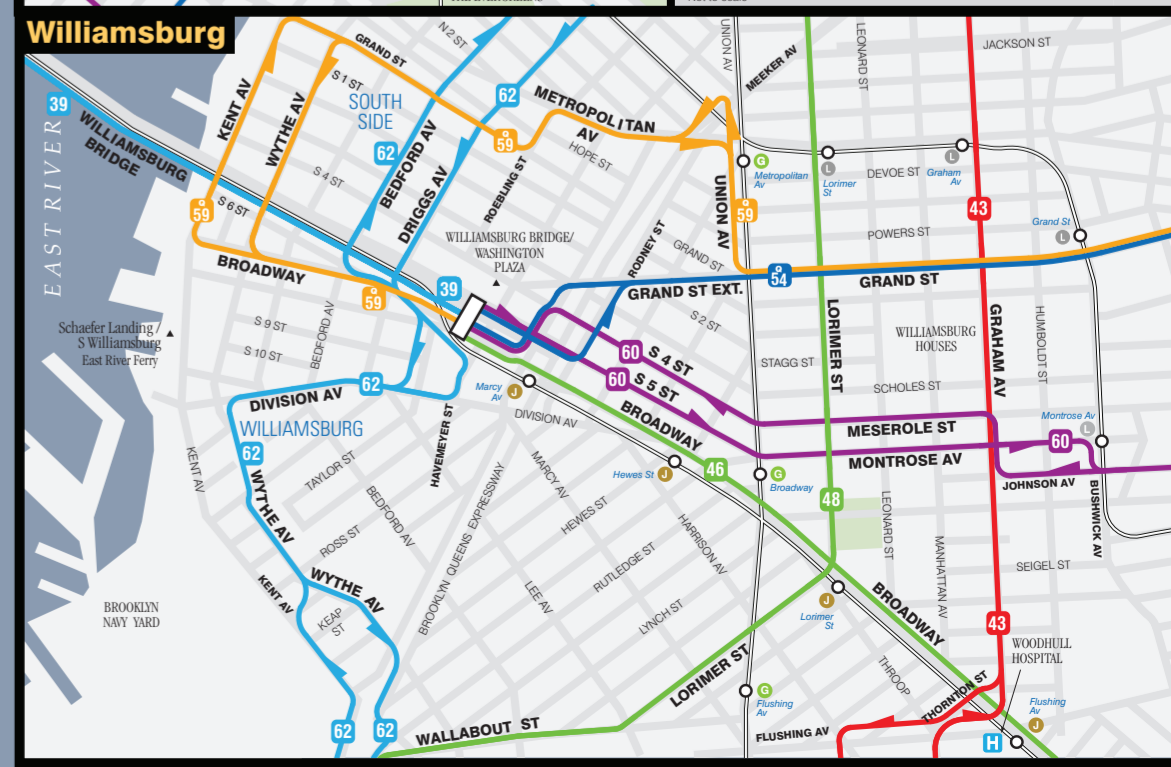 Williamsburg
N 2 ST
GRAND ST
S 1 ST
SOUTH
SIDE
62
METROPOLITAN
AV
UNION AV
MEEKER AV
LEONARD ST
JACKSON ST
39
WILLIAMSBURG
BRIDGE
EAST RIVER
KENT AV
WYTHE AV
62
BEDFORD AV
DRIGGS AV
59
HOPE ST
ROEBLING ST
S 4 ST
S 6 ST
59
G
Metropolitan
Av
L
Lorimer
St
DEVOE ST
Graham
Av
L
UNION AV
59
43
POWERS ST
Grand St
L
WILLIAMSBURG BRIDGE/
WASHINGTON
PLAZA
RODNEY ST
GRAND ST
BROADWAY
59
39
GRAND ST EXT.
54
GRAND ST
Schaefer Landing /
S Williamsburg
East River Ferry
S 9 ST
S 10 ST
BEDFORD AV
S 2 ST
60
S 4 ST
60
S 5 ST
STAGG ST
LORIMER ST
WILLIAMSBURG
HOUSES
GRAHAM AV
HUMBOLDT ST
SCHOLES ST
62
DIVISION AV
WILLIAMSBURG
Marcy
Av
J
DIVISION AV
BROADWAY
MESEROLE ST
Montrose Av
L
60
MONTROSE AV
JOHNSON AV
62
HAVEMEYER ST
KENT AV
WYTHE AV
TAYLOR ST
BEDFORD AV
ROSS ST
MARCY AV
Hewes St
J
46
G
Broadway
48
LEONARD ST
BUSHWICK AV
HEWES ST
HARRISON AV
BROOKLYN QUEENS EXPRESSWAY
MANHATTAN AV
SEIGEL ST
RUTLEDGE ST
LEE AV
LYNCH ST
KENT AV
WYTHE AV
KEAP
ST
BROOKLYN
NAVY YARD
J
Lorimer
St
BROADWAY
43
WOODHULL
HOSPITAL
THROOP
THORNTON ST
LORIMER ST
G
Flushing
Av
FLUSHING AV
Flushing
Av
J
H
62
62
WALLABOUT ST